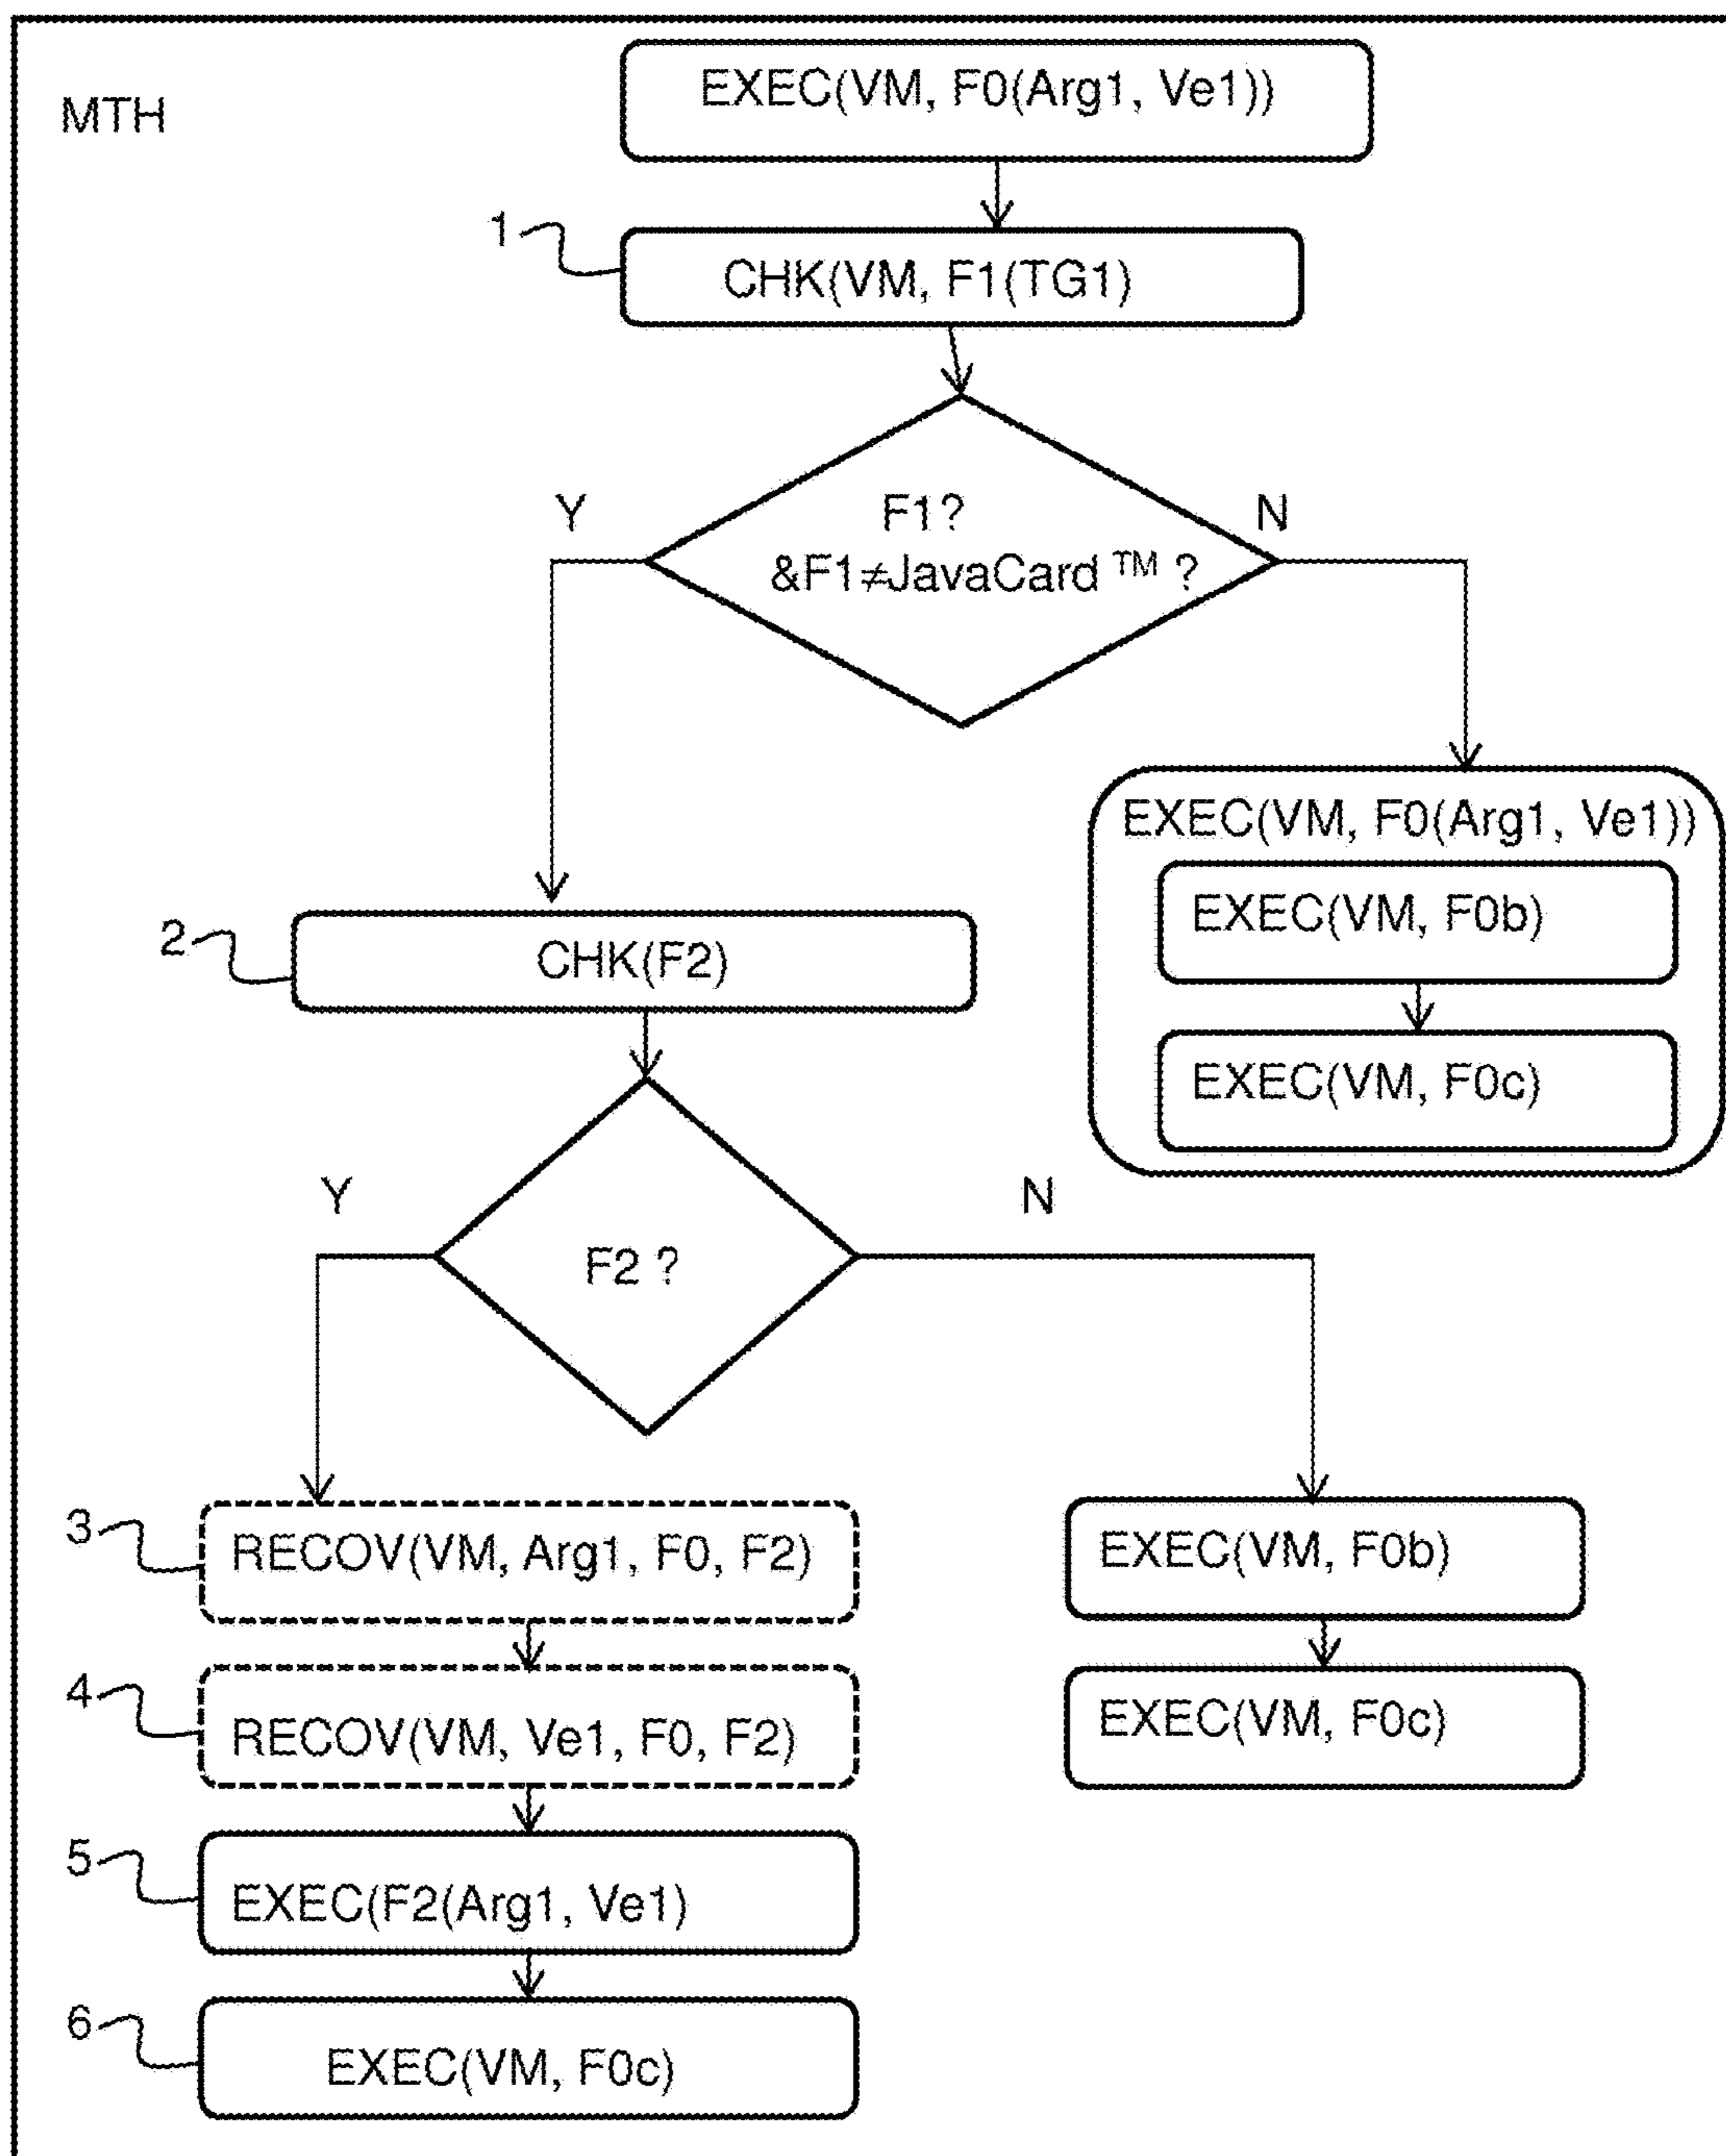 MTH
EXEC(VM, F0(Arg1, Ve1))
1
CHK(VM, F1(TG1)
Y
F1?
N
&F1≠JavaCard ™ ?
EXEC(VM, F0(Arg1, Ve1))
EXEC(VM, F0b)
2
CHK(F2)
EXEC(VM, F0c)
Y
N
F2 ?
3
RECOV(VM, Arg1, F0, F2)
EXEC(VM, F0b)
4
RECOV(VM, Ve1, F0, F2)
EXEC(VM, F0c)
5
EXEC(F2(Arg1, Ve1)
6
EXEC(VM, F0c)